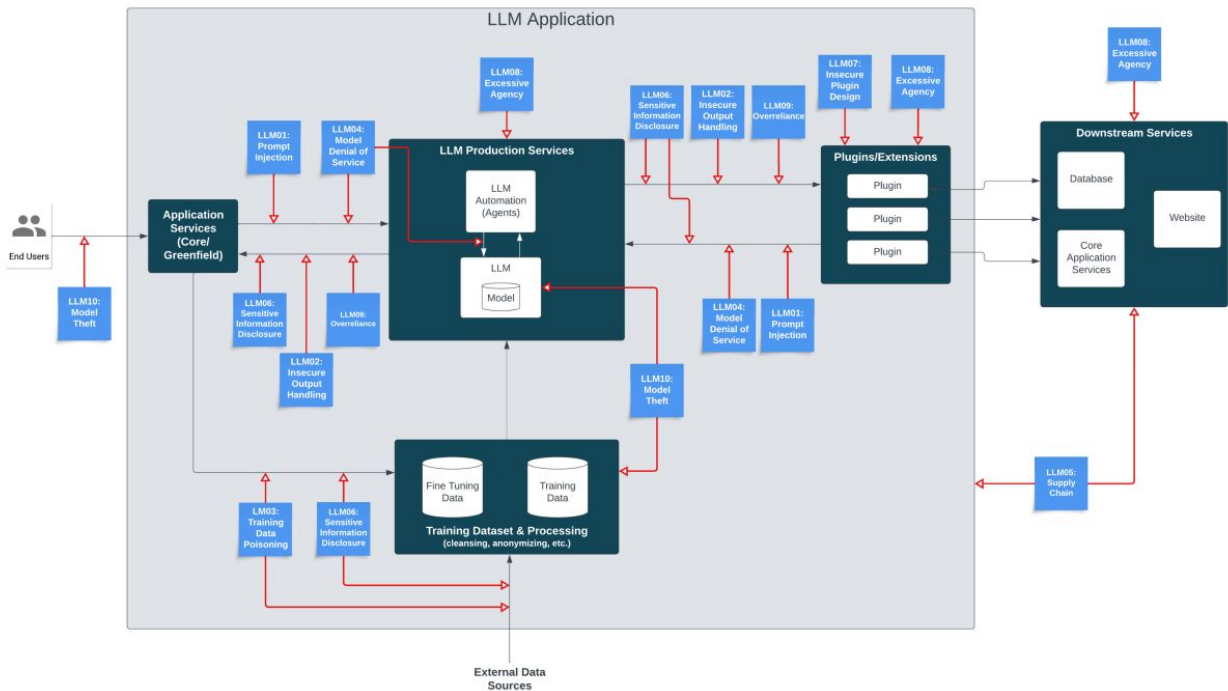 LLM Application
LLM08:
Excessive
Agency
LLM08:
Excessive
Agency
LLM06:
Sensitive
Information
Disclosure
LLM02:
Insecure
Output
Handling
LLM09:
Overreliance
LLM07:
Insecure
Plugin
Design
LLM08:
Excessive
Agency
LLM01:
Prompt
Injection
LLM04:
Model
Denial of
Service
LLM Production Services
LLM
Automation
(Agents)
LLM
Model
Plugins/Extensions
Plugin
Plugin
Plugin
Downstream Services
Database
Website
Core
Application
Services
End Users
Application
Services
(Core/
Greenfield)
LLM10:
Model
Theft
LLM06:
Sensitive
Information
Disclosure
LLM02:
Insecure
Output
Handling
LLM09:
Overreliance
LLM04:
Model
Denial of
Service
LLM01:
Prompt
Injection
LLM10:
Model
Theft
LLM05:
Supply
Chain
Fine Tuning
Data
Training
Data
Training Dataset & Processing
(cleansing, anonymizing, etc.)
LM03:
Training
Data
Poisoning
LLM06:
Sensitive
Information
Disclosure
External Data
Sources